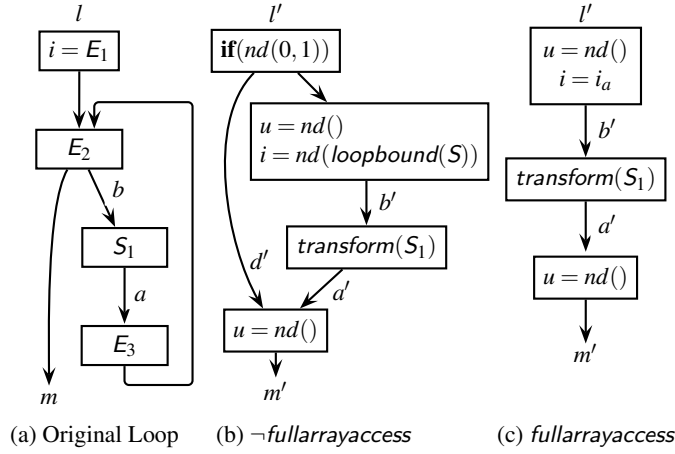 l
i = E₁
E₂
b
S₁
a
E₃
m
(a) Original Loop
l′
if(nd(0,1))
u = nd()
i = nd(loopbound(S))
b′
transform(S₁)
d′
a′
u = nd()
m′
(b) ¬fullarrayaccess
l′
u = nd()
i = iₐ
b′
transform(S₁)
a′
u = nd()
m′
(c) fullarrayaccess